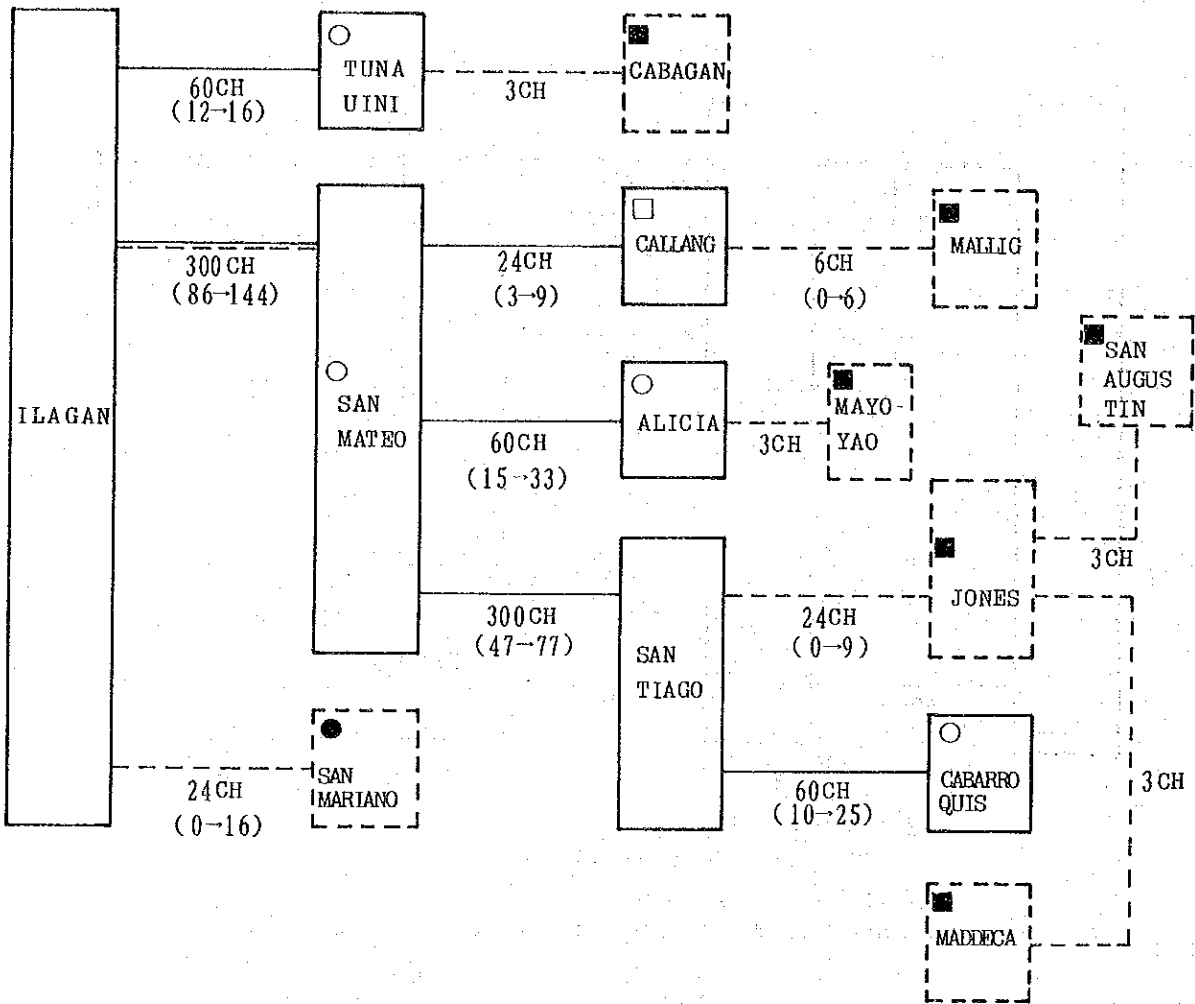 ILAGAN
60CH
(12→16)
TUNA
UINI
3CH
CABAGAN
300CH
(86→144)
SAN
MATEO
24CH
(3→9)
CALLANG
6CH
(0→6)
MALLIG
60CH
(15→33)
ALICIA
3CH
MAYO-
YAO
SAN
AUGUS
TIN
300CH
(47→77)
SAN
TIAGO
24CH
(0→9)
JONES
3CH
24CH
(0→16)
SAN
MARIANO
60CH
(10→25)
CABARRO
QUIS
3CH
MADDECA